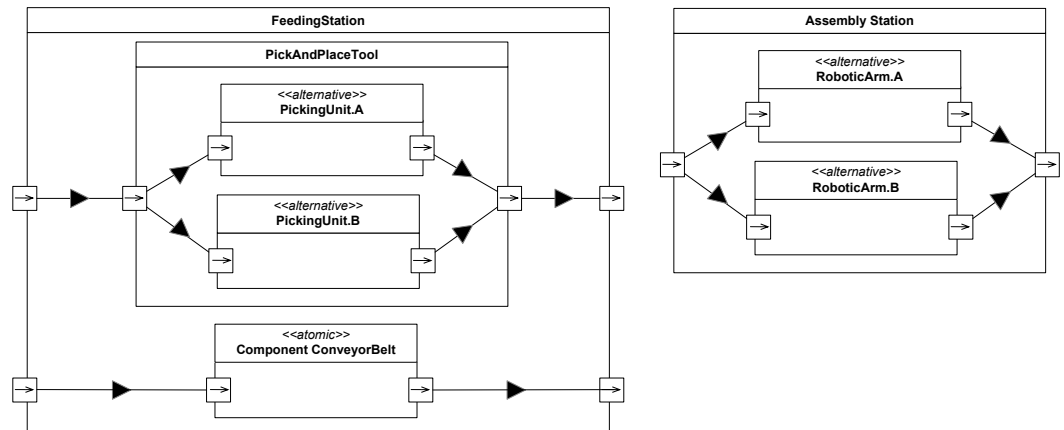 FeedingStation
PickAndPlaceTool
<<alternative>>
PickingUnit.A
<<alternative>>
PickingUnit.B
<<atomic>>
Component ConveyorBelt
Assembly Station
<<alternative>>
RoboticArm.A
<<alternative>>
RoboticArm.B